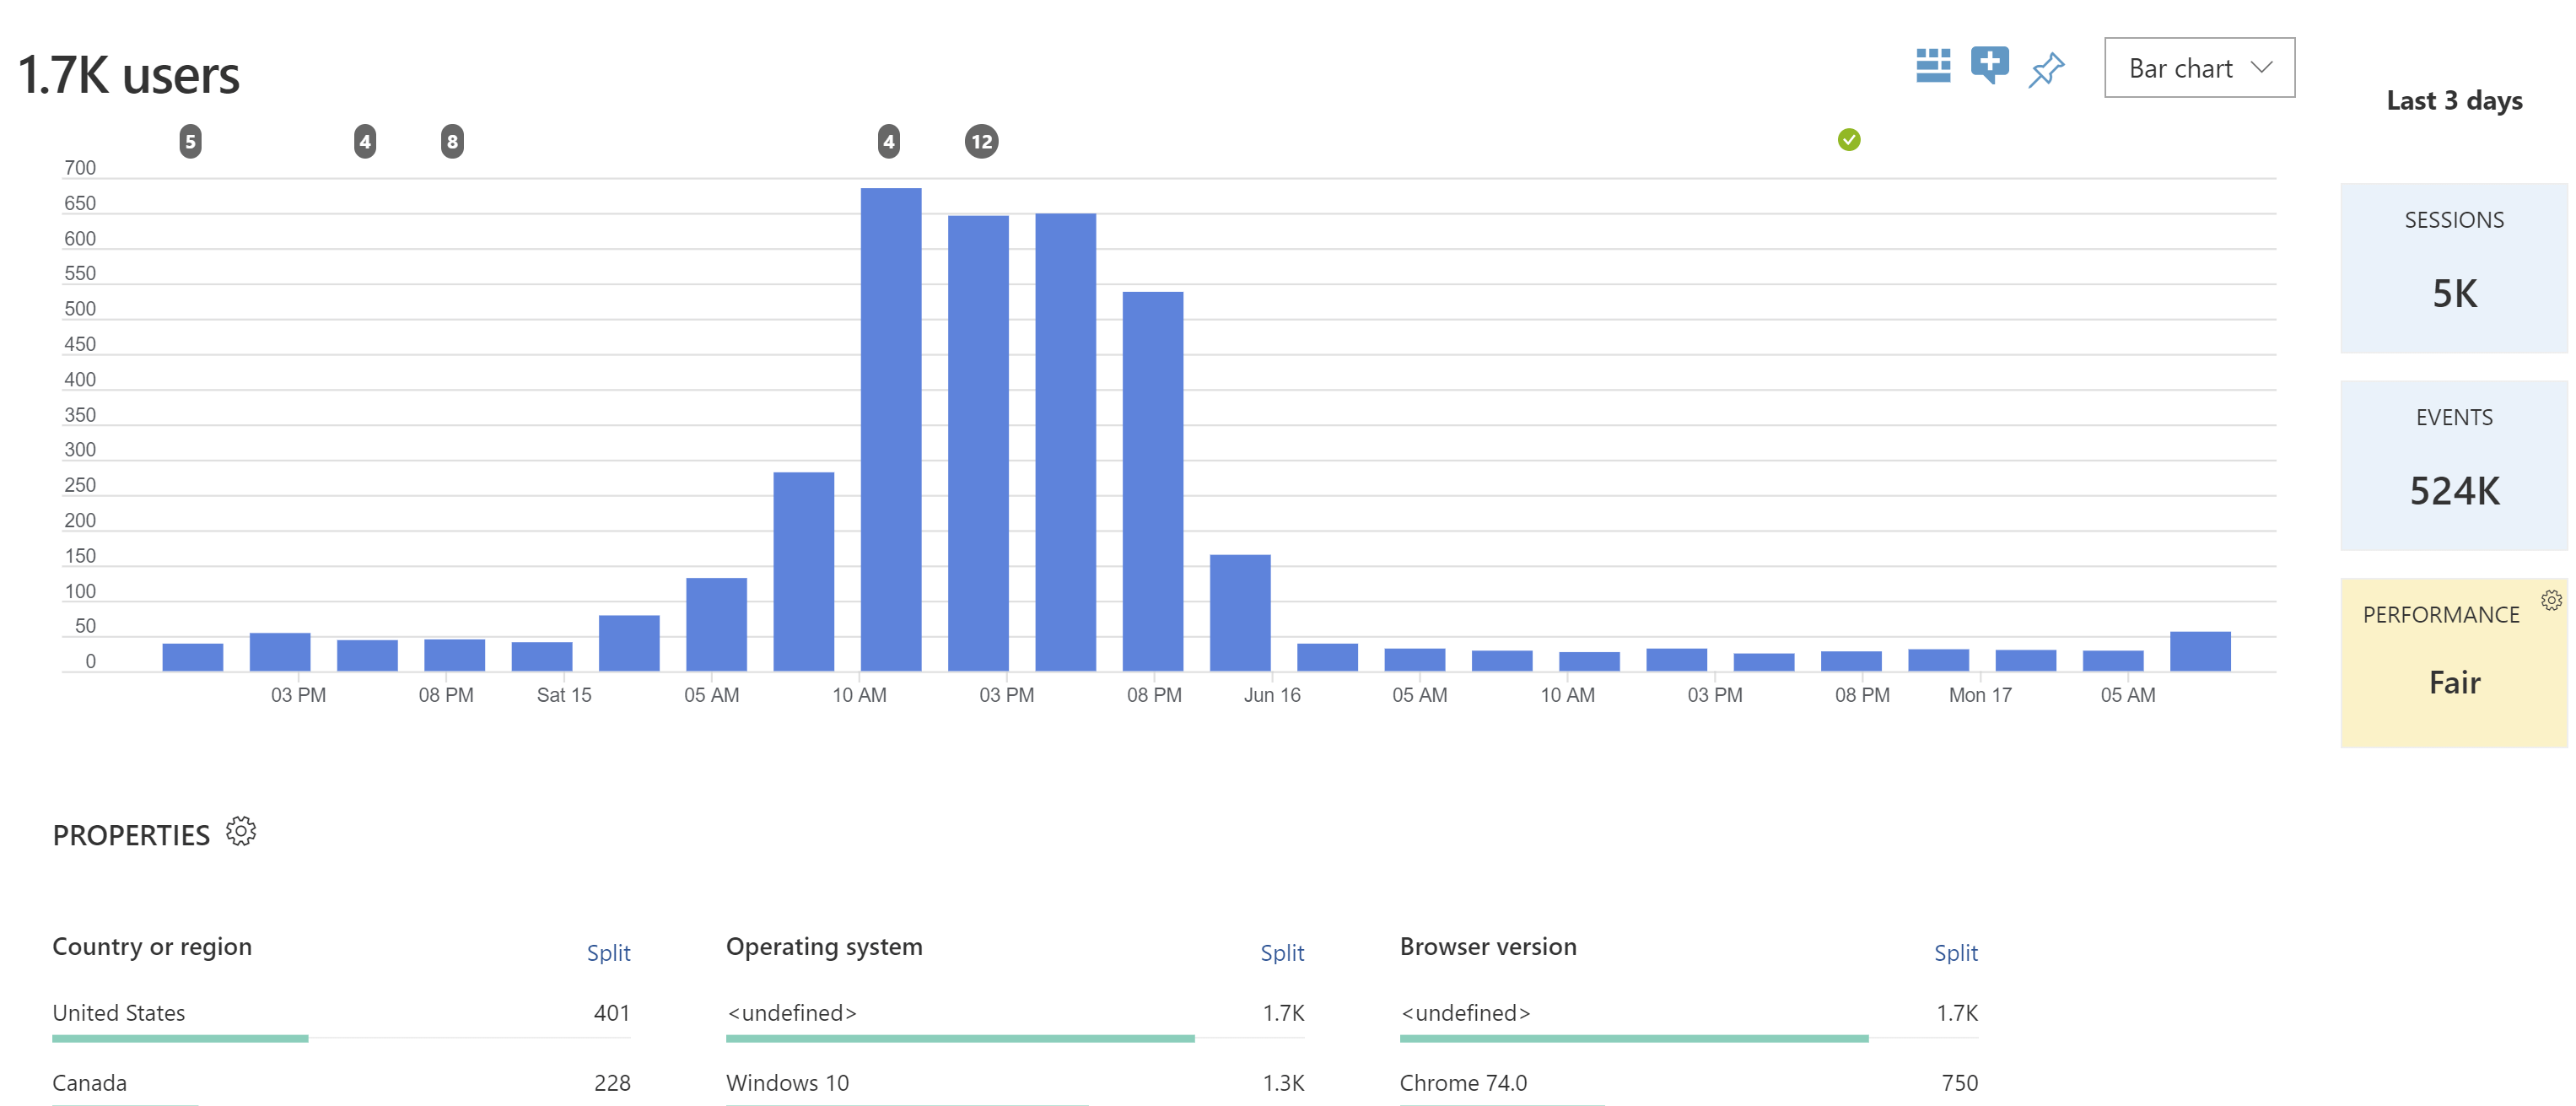 1.7K users
Bar chart
Last 3 days
5 4 8 4 12
700
650
600
550
500
450
400
350
300
250
200
150
100
50
0
03 PM 08 PM Sat 15 05 AM 10 AM 03 PM 08 PM Jun 16 05 AM 10 AM 03 PM 08 PM Mon 17 05 AM
SESSIONS
5K
EVENTS
524K
PERFORMANCE
Fair
PROPERTIES
Country or region Split
United States 401
Canada 228
Operating system Split
<undefined> 1.7K
Windows 10 1.3K
Browser version Split
<undefined> 1.7K
Chrome 74.0 750